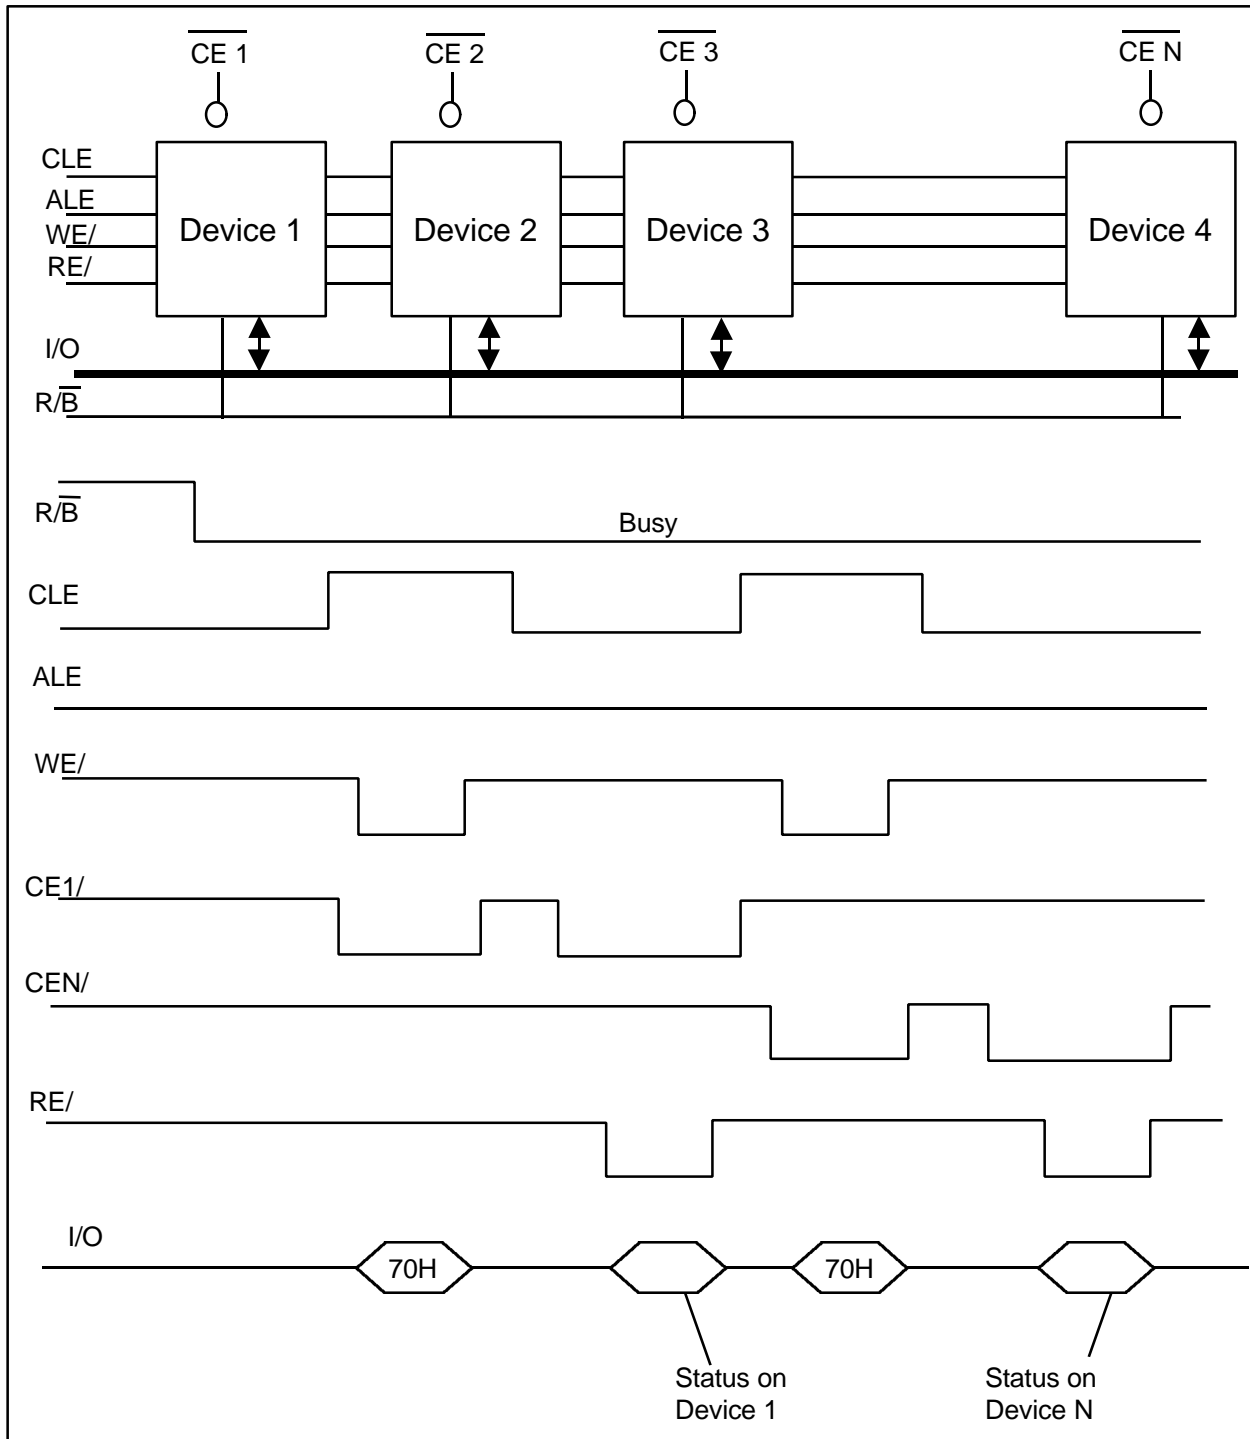 CE 1
CE 2
CE 3
CE N
CLE
ALE
WE/
RE/
Device 1
Device 2
Device 3
Device 4
I/O
R/B
R/B
Busy
CLE
ALE
WE/
CE1/
CEN/
RE/
I/O
70H
70H
Status on
Device 1
Status on
Device N